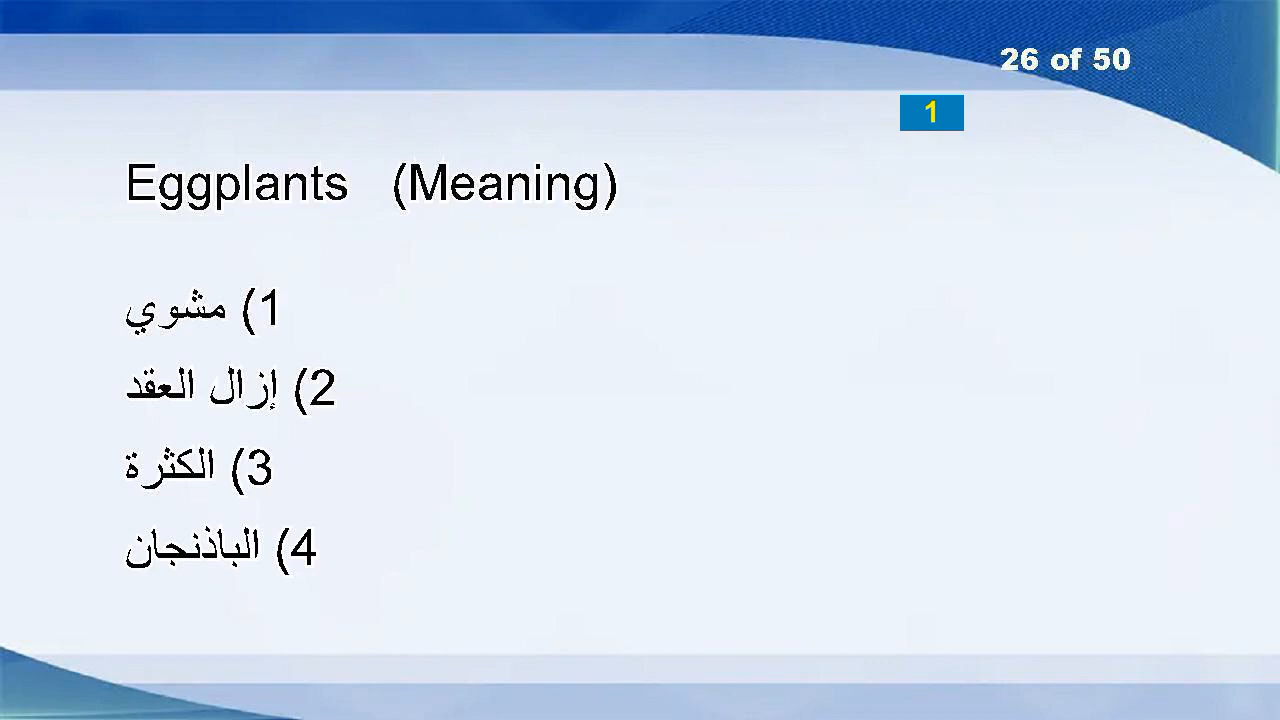 26 of 50
1
Eggplants (Meaning)
1) مشوي
2) إزال العقد
3) الكثرة
4) الباذنجان